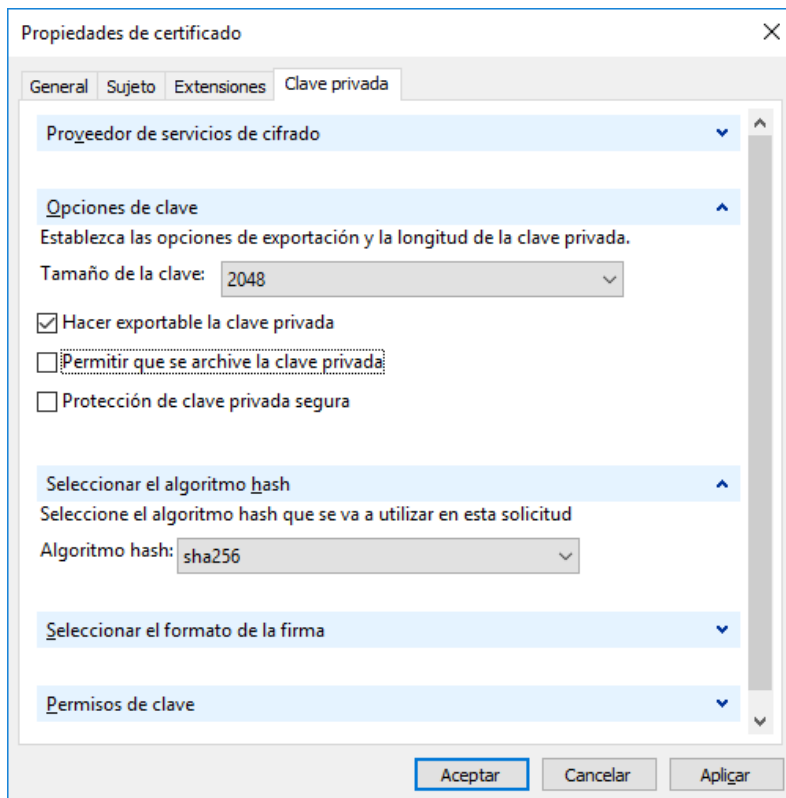 Propiedades de certificado
General Sujeto Extensiones Clave privada
Proveedor de servicios de cifrado
Opciones de clave
Establezca las opciones de exportación y la longitud de la clave privada.
Tamaño de la clave: 2048
Hacer exportable la clave privada
Permitir que se archive la clave privada
Protección de clave privada segura
Seleccionar el algoritmo hash
Seleccione el algoritmo hash que se va a utilizar en esta solicitud
Algoritmo hash: sha256
Seleccionar el formato de la firma
Permisos de clave
Aceptar Cancelar Aplicar